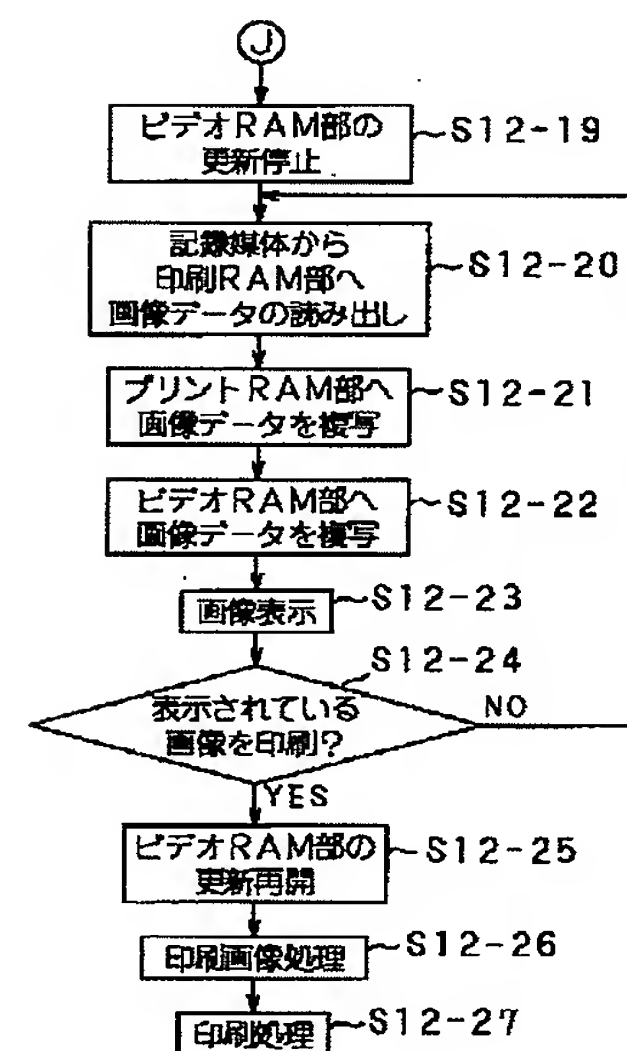 J
ビデオRAM部の
更新停止
S12-19
記録媒体から
印刷RAM部へ
画像データの読み出し
S12-20
プリントRAM部へ
画像データを複写
S12-21
ビデオRAM部へ
画像データを複写
S12-22
画像表示
S12-23
S12-24
表示されている
画像を印刷?
NO
YES
ビデオRAM部の
更新再開
S12-25
印刷画像処理
S12-26
印刷処理
S12-27